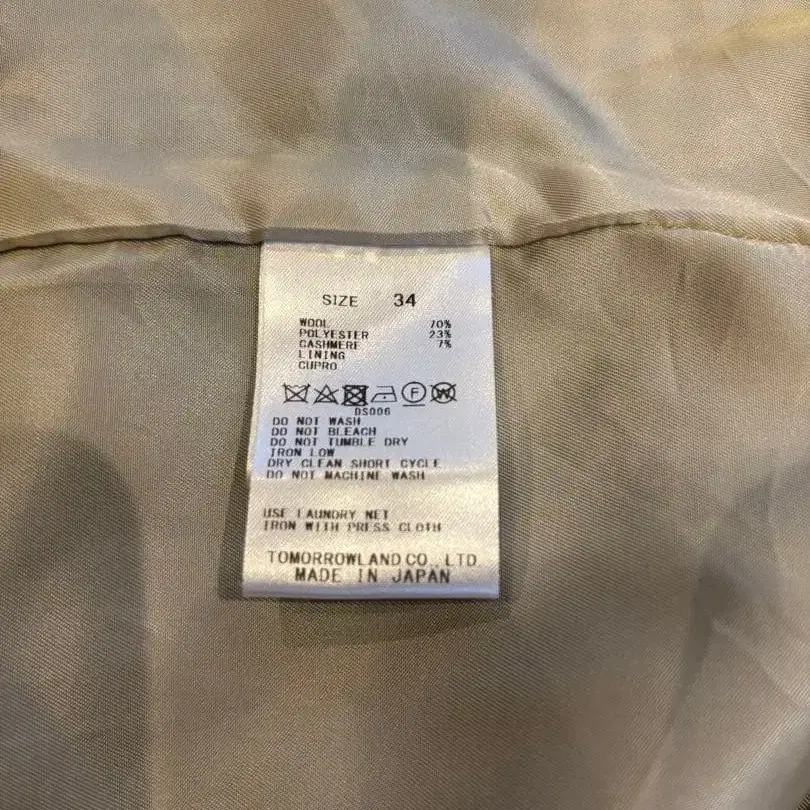 SIZE 34
WOOL 70%
POLYESTER 23%
CASHMERE 7%
LINING
CUPRO
F W
DS006
DO NOT WASH
DO NOT BLEACH
DO NOT TUMBLE DRY
IRON LOW
DRY CLEAN SHORT CYCLE
DO NOT MACHINE WASH
USE LAUNDRY NET
IRON WITH PRESS CLOTH
TOMORROWLAND CO., LTD.
MADE IN JAPAN